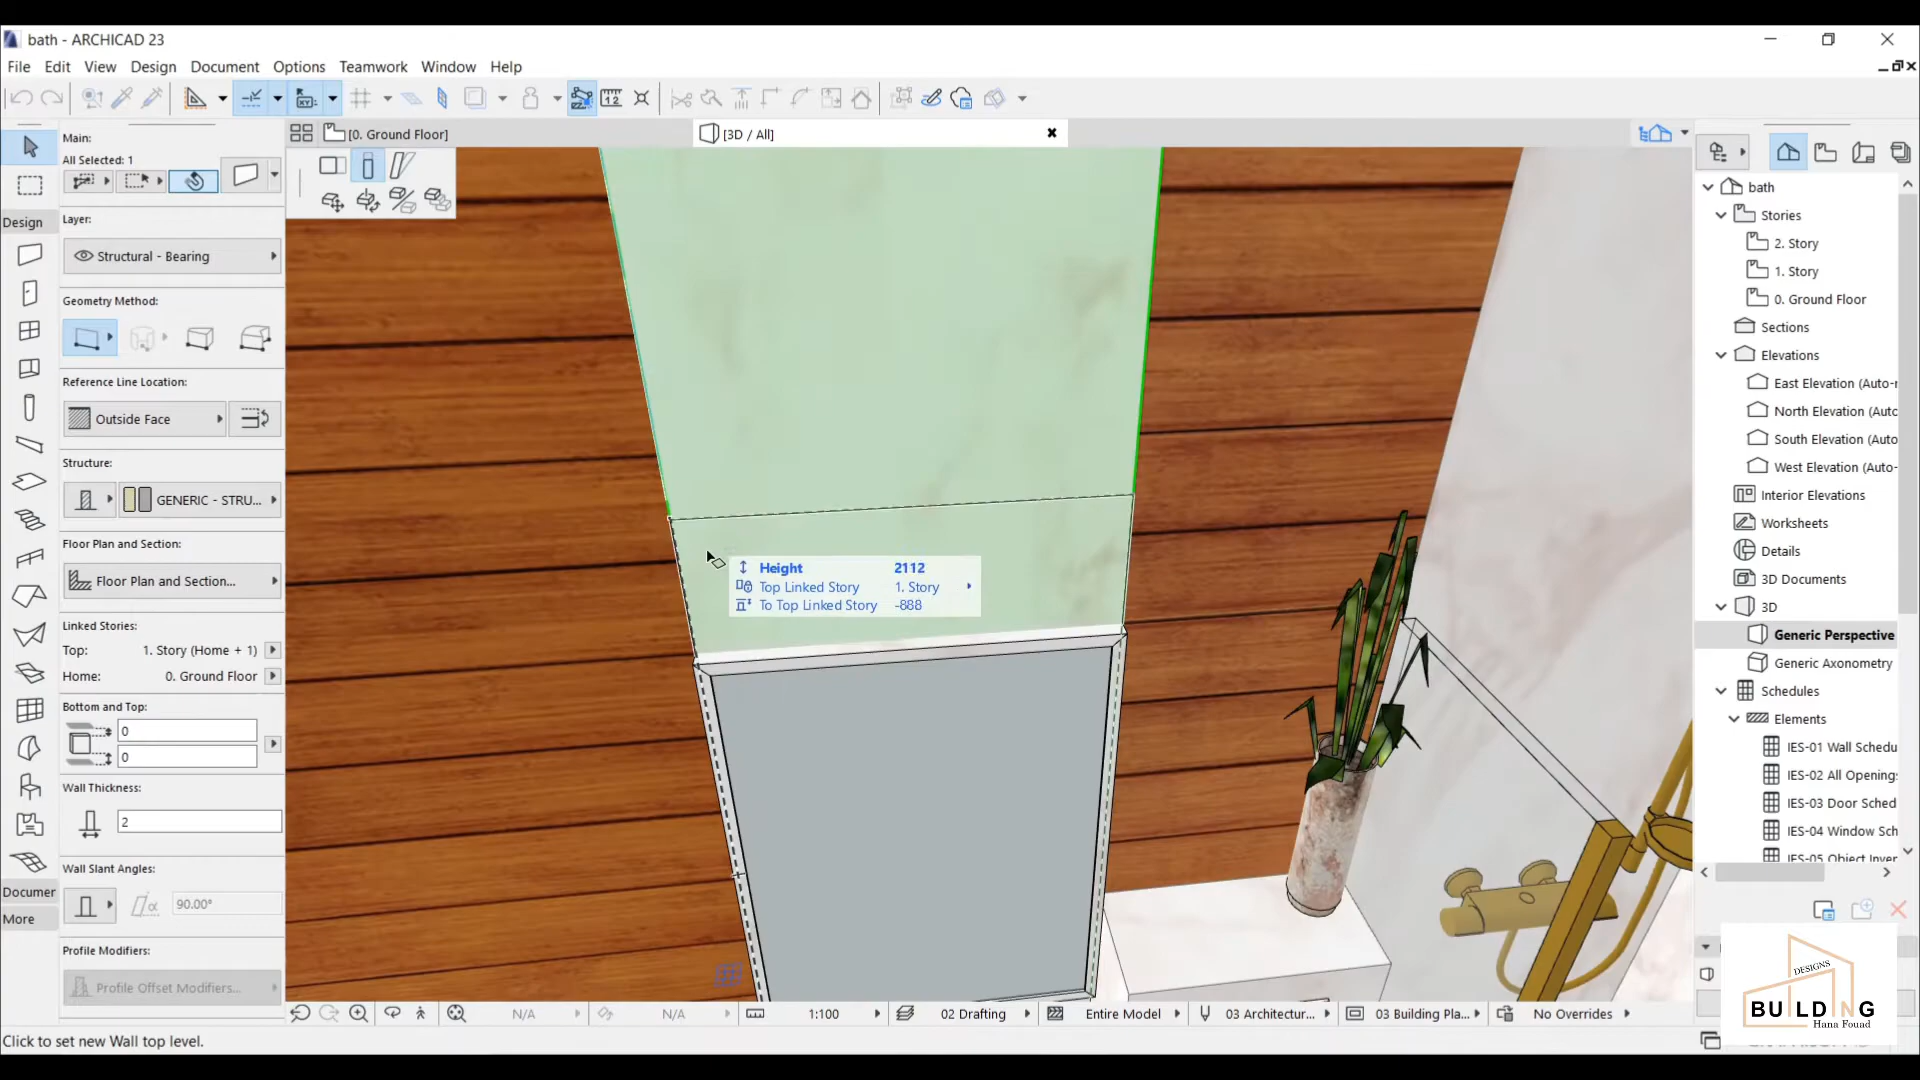 bath - ARCHICAD 23
File Edit View Design Document Options Teamwork Window Help
[0. Ground Floor]
[3D / All]
Main:
All Selected: 1
Layer:
Structural - Bearing
Geometry Method:
Reference Line Location:
Outside Face
Structure:
GENERIC - STRU...
Floor Plan and Section:
Floor Plan and Section...
Linked Stories:
Top: 1. Story (Home + 1)
Home: 0. Ground Floor
Bottom and Top:
0
0
Wall Thickness:
2
Wall Slant Angles:
α 90.00°
Profile Modifiers:
Profile Offset Modifiers...
Design
Documer
More
Height 2112
Top Linked Story 1. Story
To Top Linked Story -888
bath
Stories
2. Story
1. Story
0. Ground Floor
Sections
Elevations
East Elevation (Auto-r
North Elevation (Autc
South Elevation (Auto
West Elevation (Auto-
Interior Elevations
Worksheets
Details
3D Documents
3D
Generic Perspective
Generic Axonometry
Schedules
Elements
IES-01 Wall Schedu
IES-02 All Opening:
IES-03 Door Sched
IES-04 Window Sch
IES-05 Object Inver
N/A
N/A
1:100
02 Drafting
Entire Model
03 Architectur...
03 Building Pla...
No Overrides
Click to set new Wall top level.
DESIGNS
BUILDING
Hana Fouad